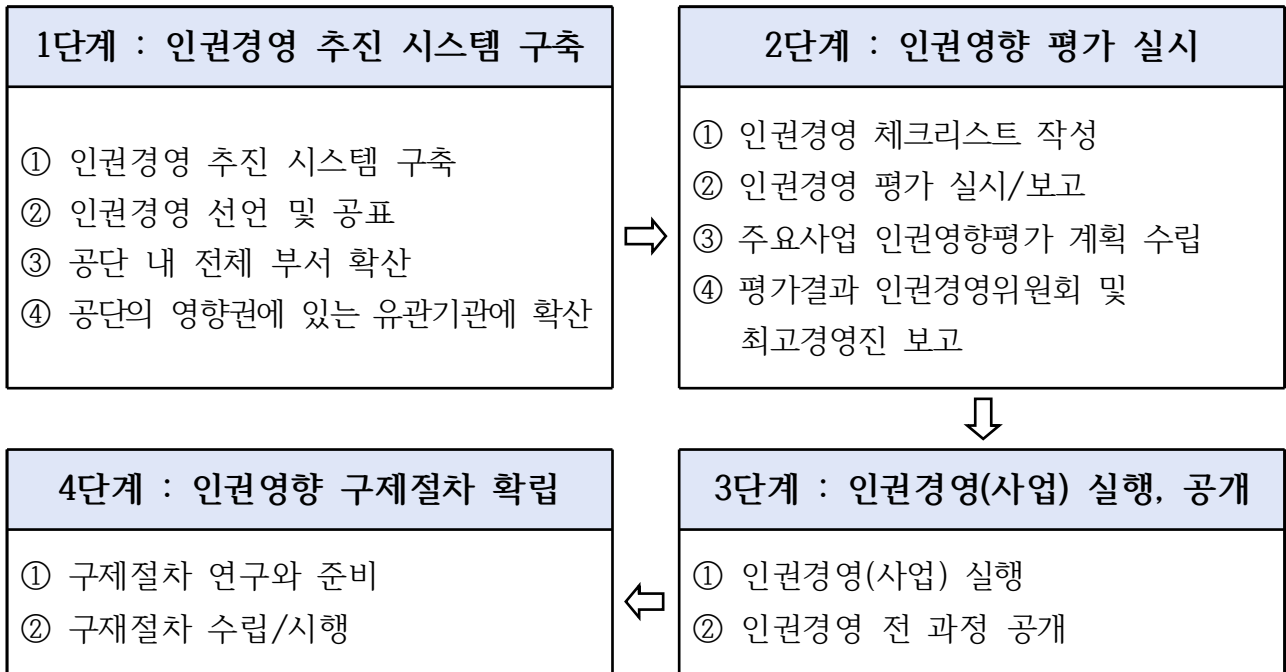 1단계 : 인권경영 추진 시스템 구축
① 인권경영 추진 시스템 구축
② 인권경영 선언 및 공표
③ 공단 내 전체 부서 확산
④ 공단의 영향권에 있는 유관기관에 확산
2단계 : 인권영향 평가 실시
① 인권경영 체크리스트 작성
② 인권경영 평가 실시/보고
③ 주요사업 인권영향평가 계획 수립
④ 평가결과 인권경영위원회 및
최고경영진 보고
3단계 : 인권경영(사업) 실행, 공개
① 인권경영(사업) 실행
② 인권경영 전 과정 공개
4단계 : 인권영향 구제절차 확립
① 구제절차 연구와 준비
② 구재절차 수립/시행